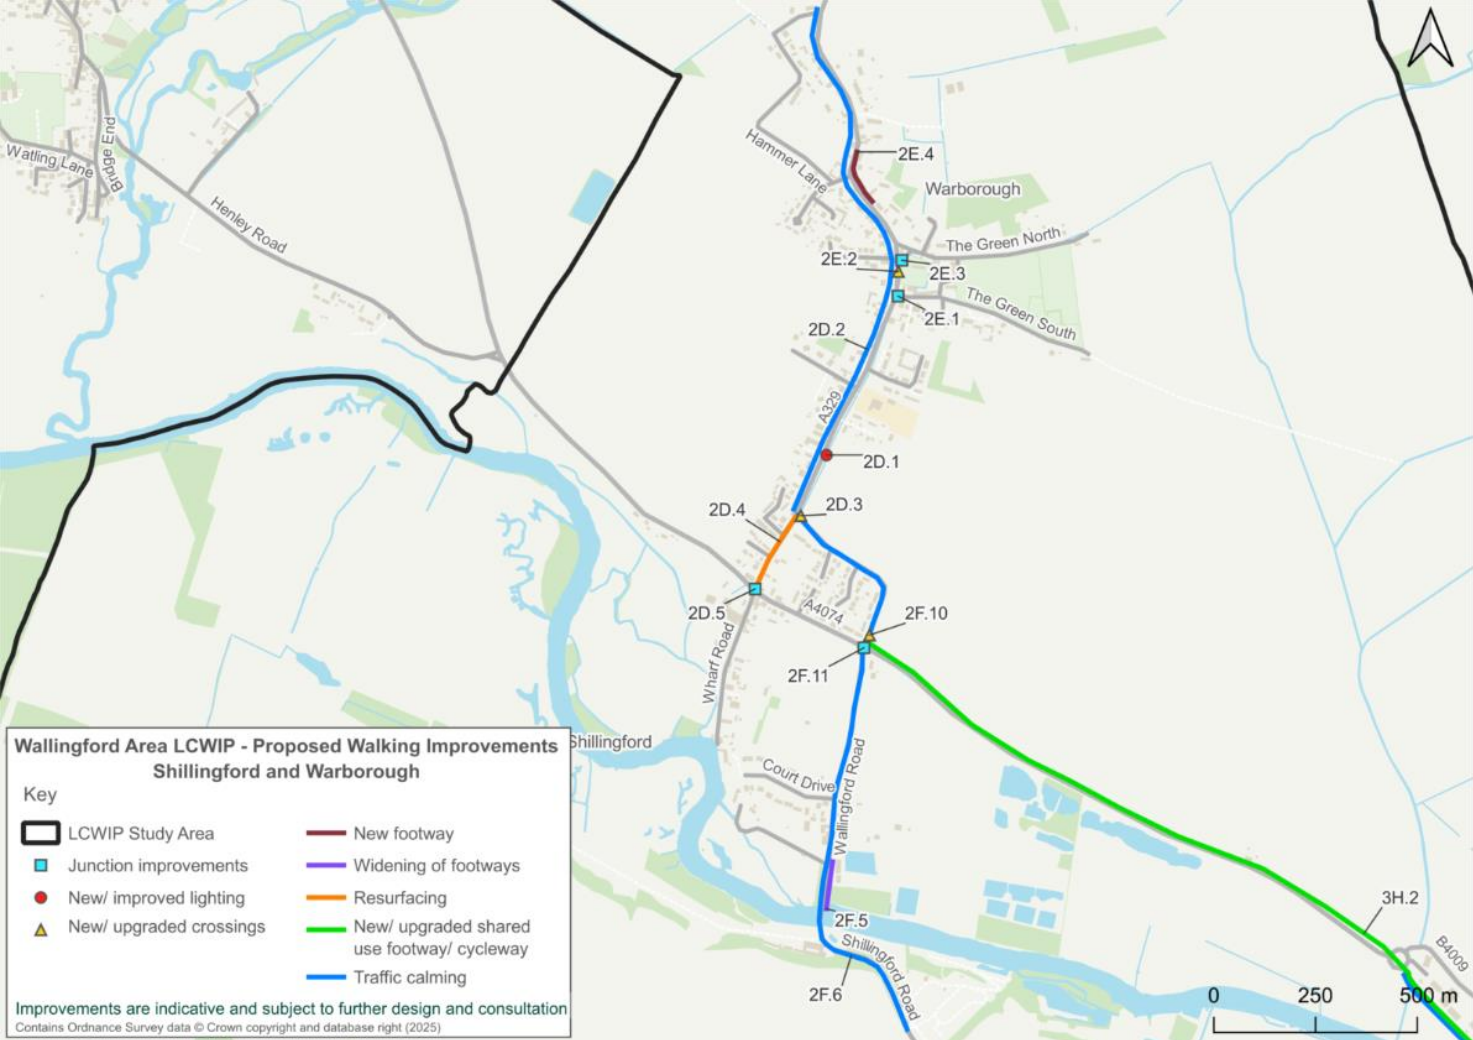 2E.4
Hammer Lane
Warborough
Watling Lane
Bridge End
Henley Road
The Green North
2E.2
2E.3
The Green South
2E.1
2D.2
A329
2D.1
2D.4
2D.3
2D.5
A4074
2F.10
Wharf Road
2F.11
Shillingford
Court Drive
Wallingford Road
2F.5
3H.2
Shillingford Road
B4009
2F.6
0 250 500 m
Wallingford Area LCWIP - Proposed Walking Improvements
Shillingford and Warborough
Key
LCWIP Study Area
Junction improvements
New/ improved lighting
New/ upgraded crossings
New footway
Widening of footways
Resurfacing
New/ upgraded shared
use footway/ cycleway
Traffic calming
Improvements are indicative and subject to further design and consultation
Contains Ordnance Survey data © Crown copyright and database right (2025)